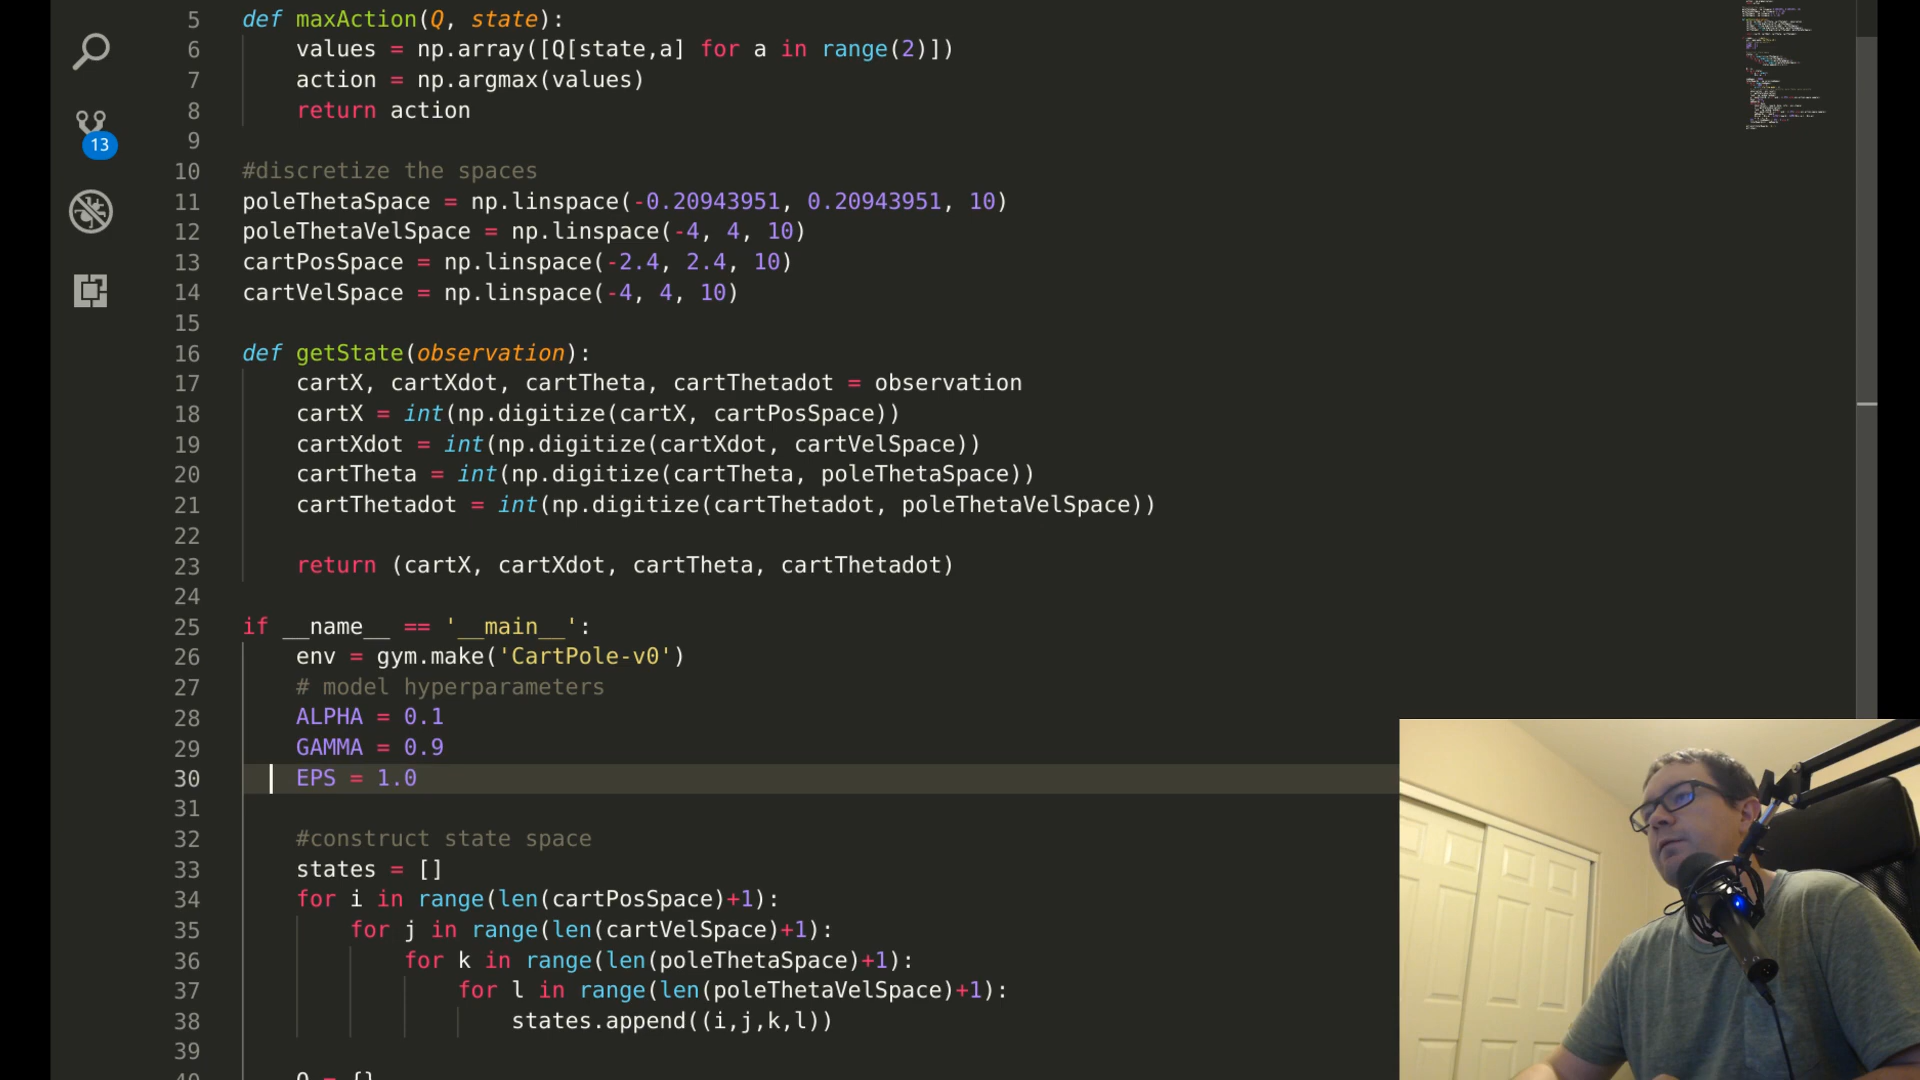 5 def maxAction(Q, state):
6 values = np.array([Q[state,a] for a in range(2)])
7 action = np.argmax(values)
8 return action
9
10 #discretize the spaces
11 poleThetaSpace = np.linspace(-0.20943951, 0.20943951, 10)
12 poleThetaVelSpace = np.linspace(-4, 4, 10)
13 cartPosSpace = np.linspace(-2.4, 2.4, 10)
14 cartVelSpace = np.linspace(-4, 4, 10)
15
16 def getState(observation):
17 cartX, cartXdot, cartTheta, cartThetadot = observation
18 cartX = int(np.digitize(cartX, cartPosSpace))
19 cartXdot = int(np.digitize(cartXdot, cartVelSpace))
20 cartTheta = int(np.digitize(cartTheta, poleThetaSpace))
21 cartThetadot = int(np.digitize(cartThetadot, poleThetaVelSpace))
22
23 return (cartX, cartXdot, cartTheta, cartThetadot)
24
25 if __name__ == '__main__':
26 env = gym.make('CartPole-v0')
27 # model hyperparameters
28 ALPHA = 0.1
29 GAMMA = 0.9
30 EPS = 1.0
31
32 #construct state space
33 states = []
34 for i in range(len(cartPosSpace)+1):
35 for j in range(len(cartVelSpace)+1):
36 for k in range(len(poleThetaSpace)+1):
37 for l in range(len(poleThetaVelSpace)+1):
38 states.append((i,j,k,l))
39
13